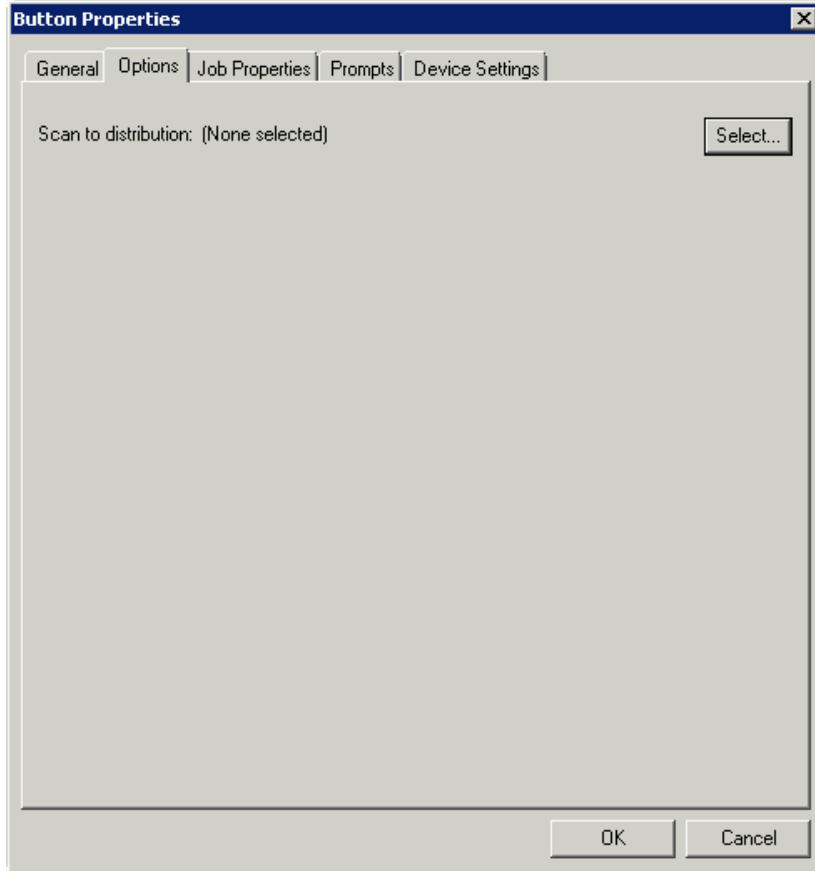 Button Properties
General Options Job Properties Prompts Device Settings
Scan to distribution: (None selected) Select...
OK Cancel